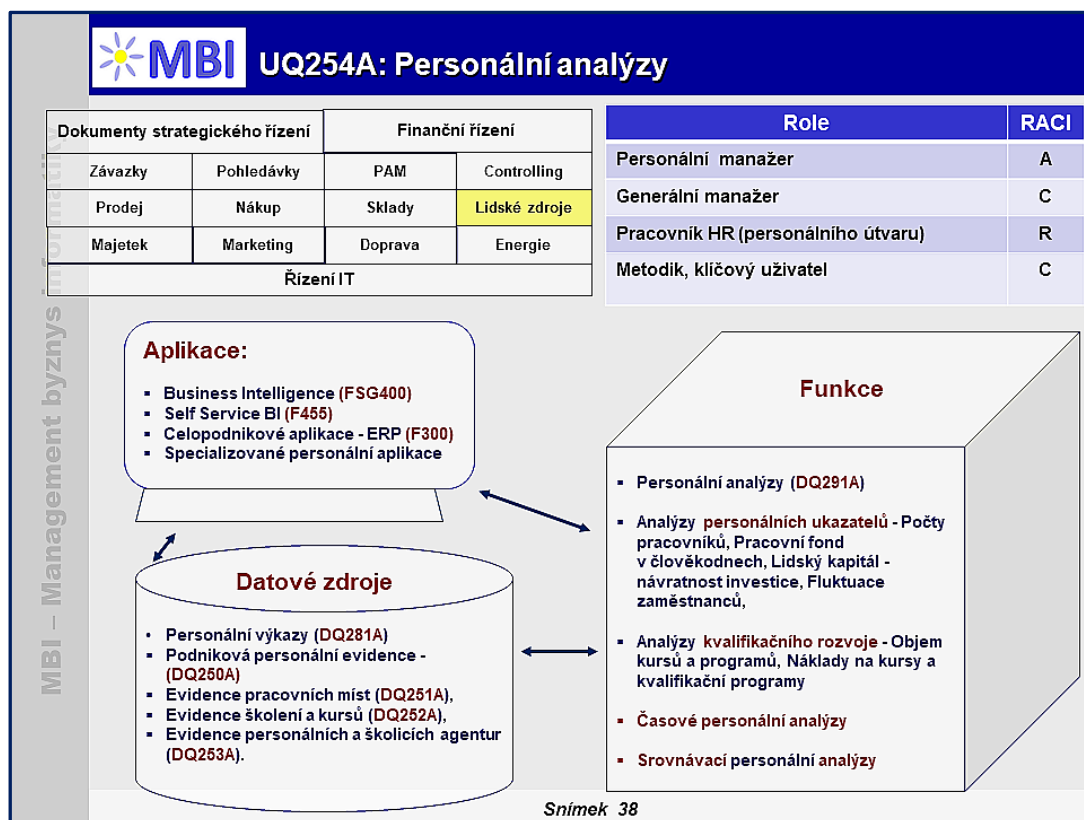 MBI
UQ254A: Personální analýzy
Dokumenty strategického řízení
Finanční řízení
Závazky
Pohledávky
PAM
Controlling
Prodej
Nákup
Sklady
Lidské zdroje
Majetek
Marketing
Doprava
Energie
Řízení IT
Role
RACI
Personální manažer
A
Generální manažer
C
Pracovník HR (personálního útvaru)
R
Metodik, klíčový uživatel
C
MBI – Management byznys informatiky
Aplikace:
▪ Business Intelligence (FSG400)
▪ Self Service BI (F455)
▪ Celopodnikové aplikace - ERP (F300)
▪ Specializované personální aplikace
Datové zdroje
• Personální výkazy (DQ281A)
▪ Podniková personální evidence -
(DQ250A)
▪ Evidence pracovních míst (DQ251A),
▪ Evidence školení a kursů (DQ252A),
▪ Evidence personálních a školicích agentur
(DQ253A).
Funkce
▪ Personální analýzy (DQ291A)
▪ Analýzy personálních ukazatelů - Počty
pracovníků, Pracovní fond
v člověkodnech, Lidský kapitál -
návratnost investice, Fluktuace
zaměstnanců,
▪ Analýzy kvalifikačního rozvoje - Objem
kursů a programů, Náklady na kursy a
kvalifikační programy
▪ Časové personální analýzy
▪ Srovnávací personální analýzy
Snímek 38